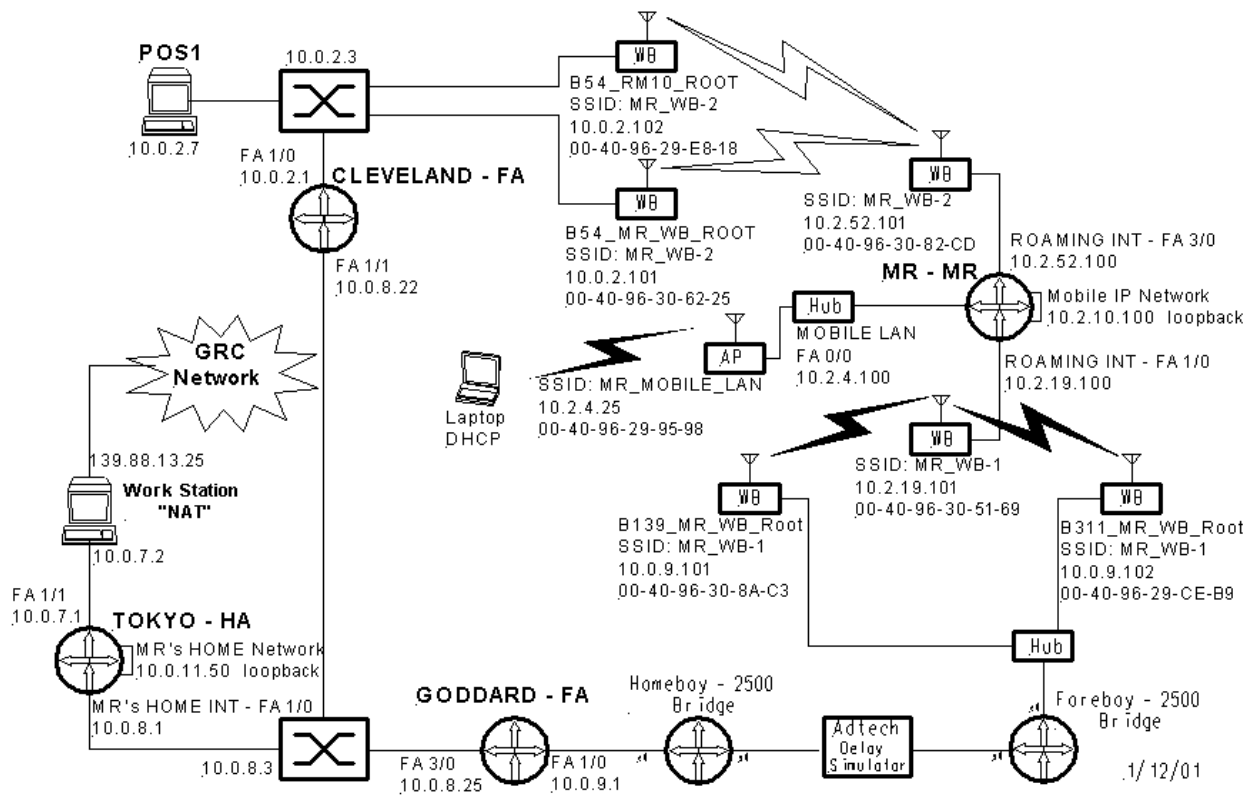 POS1
10.0.2.7
10.0.2.3
WB
B54_RM10_ROOT
SSID: MR_WB-2
10.0.2.102
00-40-96-29-E8-18
FA 1/0
10.0.2.1
CLEVELAND - FA
WB
B54_MR_WB_ROOT
SSID: MR_WB-2
10.0.2.101
00-40-96-30-62-25
WB
SSID: MR_WB-2
10.2.52.101
00-40-96-30-82-CD
ROAMING INT - FA 3/0
10.2.52.100
MR - MR
Mobile IP Network
10.2.10.100 loopback
FA 1/1
10.0.8.22
Hub
MOBILE LAN
FA 0/0
10.2.4.100
ROAMING INT - FA 1/0
10.2.19.100
GRC
Network
AP
SSID: MR_MOBILE_LAN
10.2.4.25
00-40-96-29-95-98
Laptop
DHCP
WB
SSID: MR_WB-1
10.2.19.101
00-40-96-30-51-69
139.88.13.25
Work Station
"NAT"
10.0.7.2
WB
B139_MR_WB_Root
SSID: MR_WB-1
10.0.9.101
00-40-96-30-8A-C3
WB
B311_MR_WB_Root
SSID: MR_WB-1
10.0.9.102
00-40-96-29-CE-B9
FA 1/1
10.0.7.1
TOKYO - HA
MR's HOME Network
10.0.11.50 loopback
MR's HOME INT - FA 1/0
10.0.8.1
10.0.8.3
Hub
GODDARD - FA
FA 3/0
10.0.8.25
FA 1/0
10.0.9.1
Homeboy - 2500
Bridge
Adtech
Delay
Simulator
Foreboy - 2500
Bridge
1/12/01